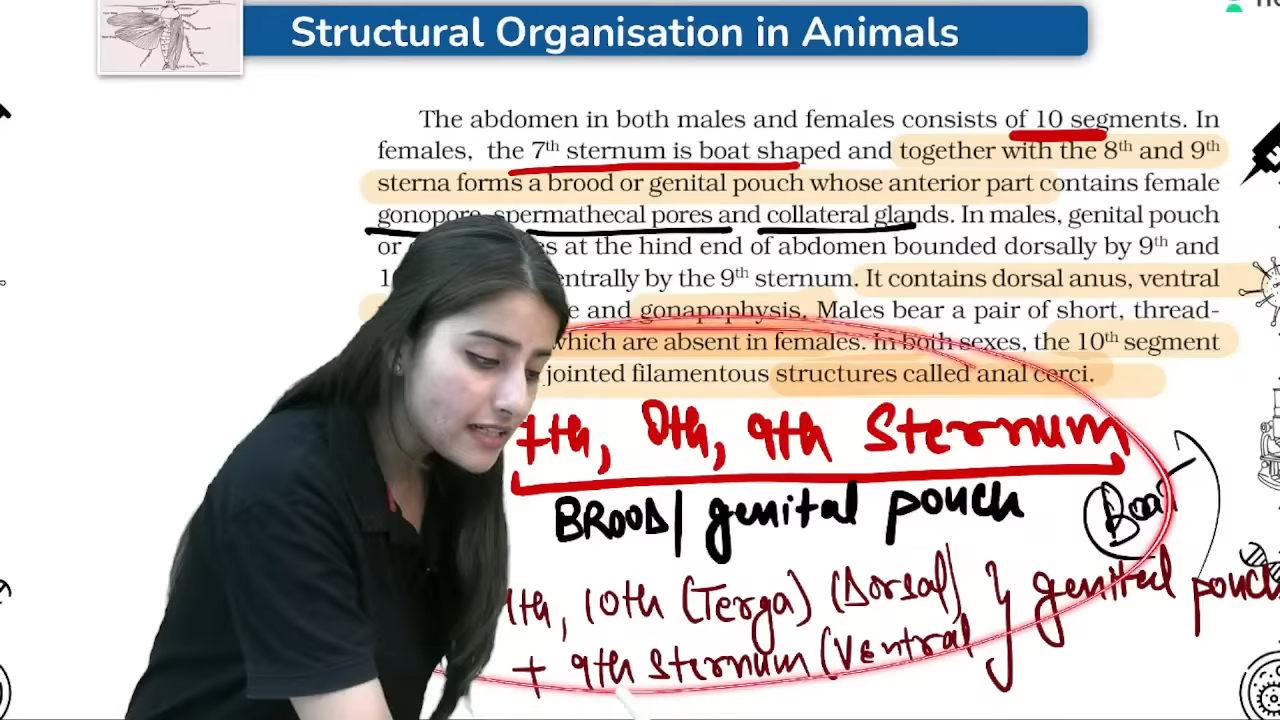 Structural Organisation in Animals
The abdomen in both males and females consists of 10 segments. In
females, the 7th sternum is boat shaped and together with the 8th and 9th
sterna forms a brood or genital pouch whose anterior part contains female
gonopore, spermathecal pores and collateral glands. In males, genital pouch
or at the hind end of abdomen bounded dorsally by 9th and
ventrally by the 9th sternum. It contains dorsal anus, ventral
and gonapophysis. Males bear a pair of short, thread-
which are absent in females. In both sexes, the 10th segment
jointed filamentous structures called anal cerci.
7th, 8th, 9th Sternum
BROOD/ genital pouch
Boat
10th (Terga) (Dorsal) } genital pouch
+ 9th sternum (Ventral